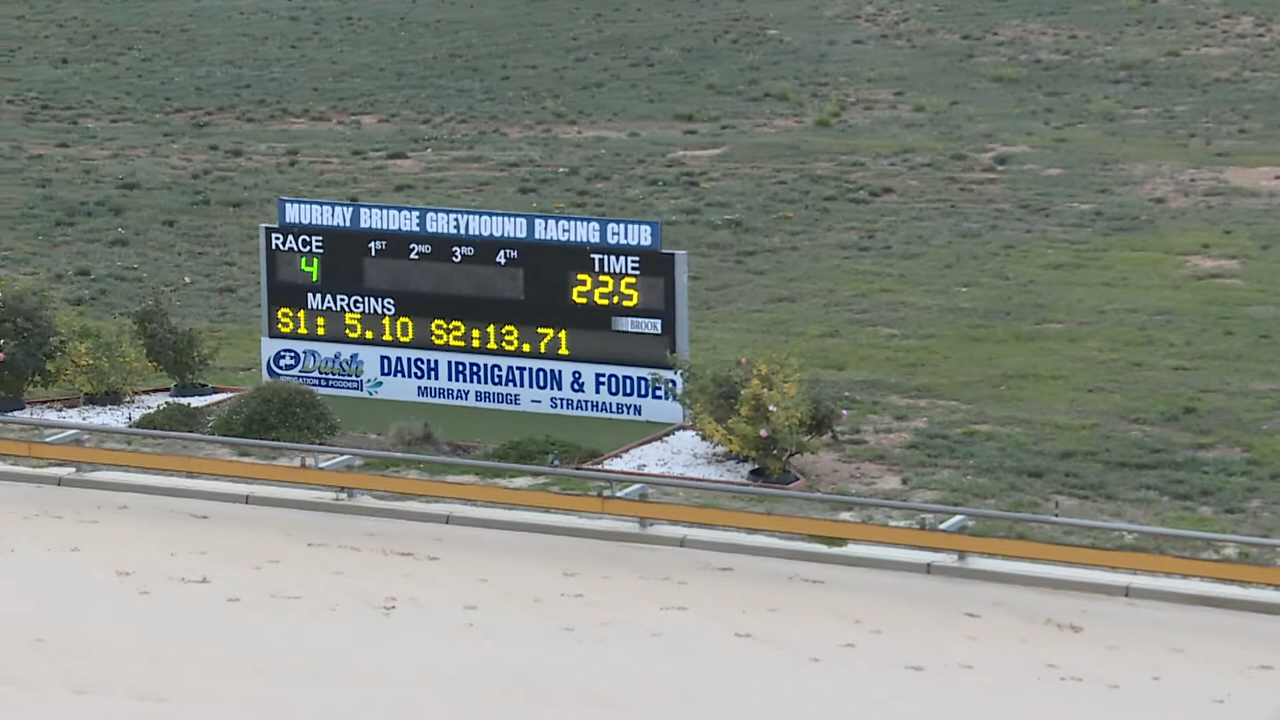 MURRAY BRIDGE GREYHOUND RACING CLUB
RACE 1ST 2ND 3RD 4TH TIME
4 22.5
MARGINS
BROOK
S1: 5.10 S2:13.71
Daish
IRRIGATION & FODDER
DAISH IRRIGATION & FODDER
MURRAY BRIDGE – STRATHALBYN